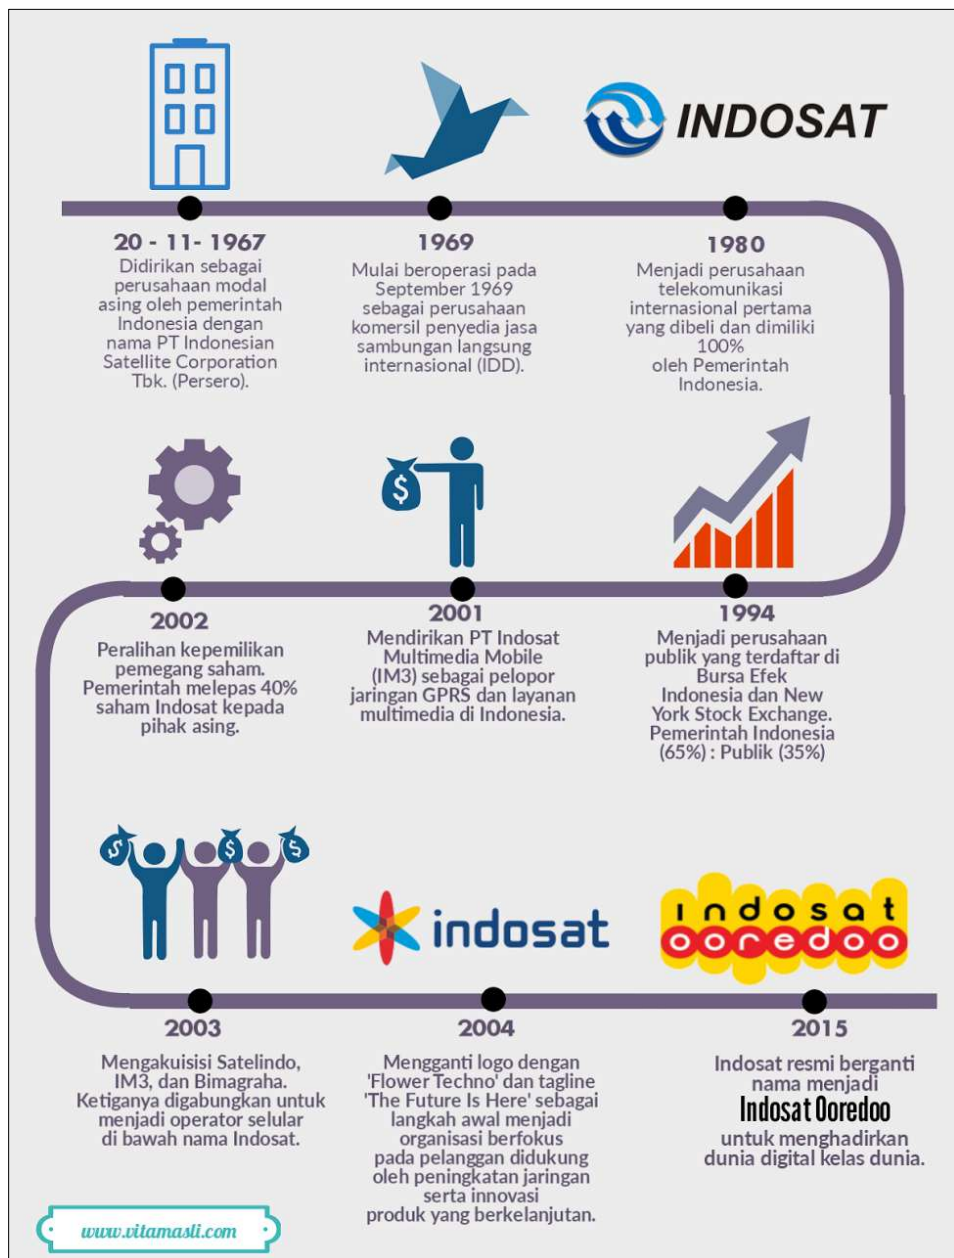 INDOSAT
20 - 11- 1967
Didirikan sebagai
perusahaan modal
asing oleh pemerintah
Indonesia dengan
nama PT Indonesian
Satellite Corporation
Tbk. (Persero).
1969
Mulai beroperasi pada
September 1969
sebagai perusahaan
komersil penyedia jasa
sambungan langsung
internasional (IDD).
1980
Menjadi perusahaan
telekomunikasi
internasional pertama
yang dibeli dan dimiliki
100%
oleh Pemerintah
Indonesia.
$
1994
Menjadi perusahaan
publik yang terdaftar di
Bursa Efek
Indonesia dan New
York Stock Exchange.
Pemerintah Indonesia
(65%) : Publik (35%)
2001
Mendirikan PT Indosat
Multimedia Mobile
(IM3) sebagai pelopor
jaringan GPRS dan layanan
multimedia di Indonesia.
2002
Peralihan kepemilikan
pemegang saham.
Pemerintah melepas 40%
saham Indosat kepada
pihak asing.
$ $ $
2003
Mengakuisisi Satelindo,
IM3, dan Bimagraha.
Ketiganya digabungkan untuk
menjadi operator selular
di bawah nama Indosat.
indosat
2004
Mengganti logo dengan
'Flower Techno' dan tagline
'The Future Is Here' sebagai
langkah awal menjadi
organisasi berfokus
pada pelanggan didukung
oleh peningkatan jaringan
serta innovasi
produk yang berkelanjutan.
indosat
ooredoo
2015
Indosat resmi berganti
nama menjadi
Indosat Ooredoo
untuk menghadirkan
dunia digital kelas dunia.
www.vitamasli.com